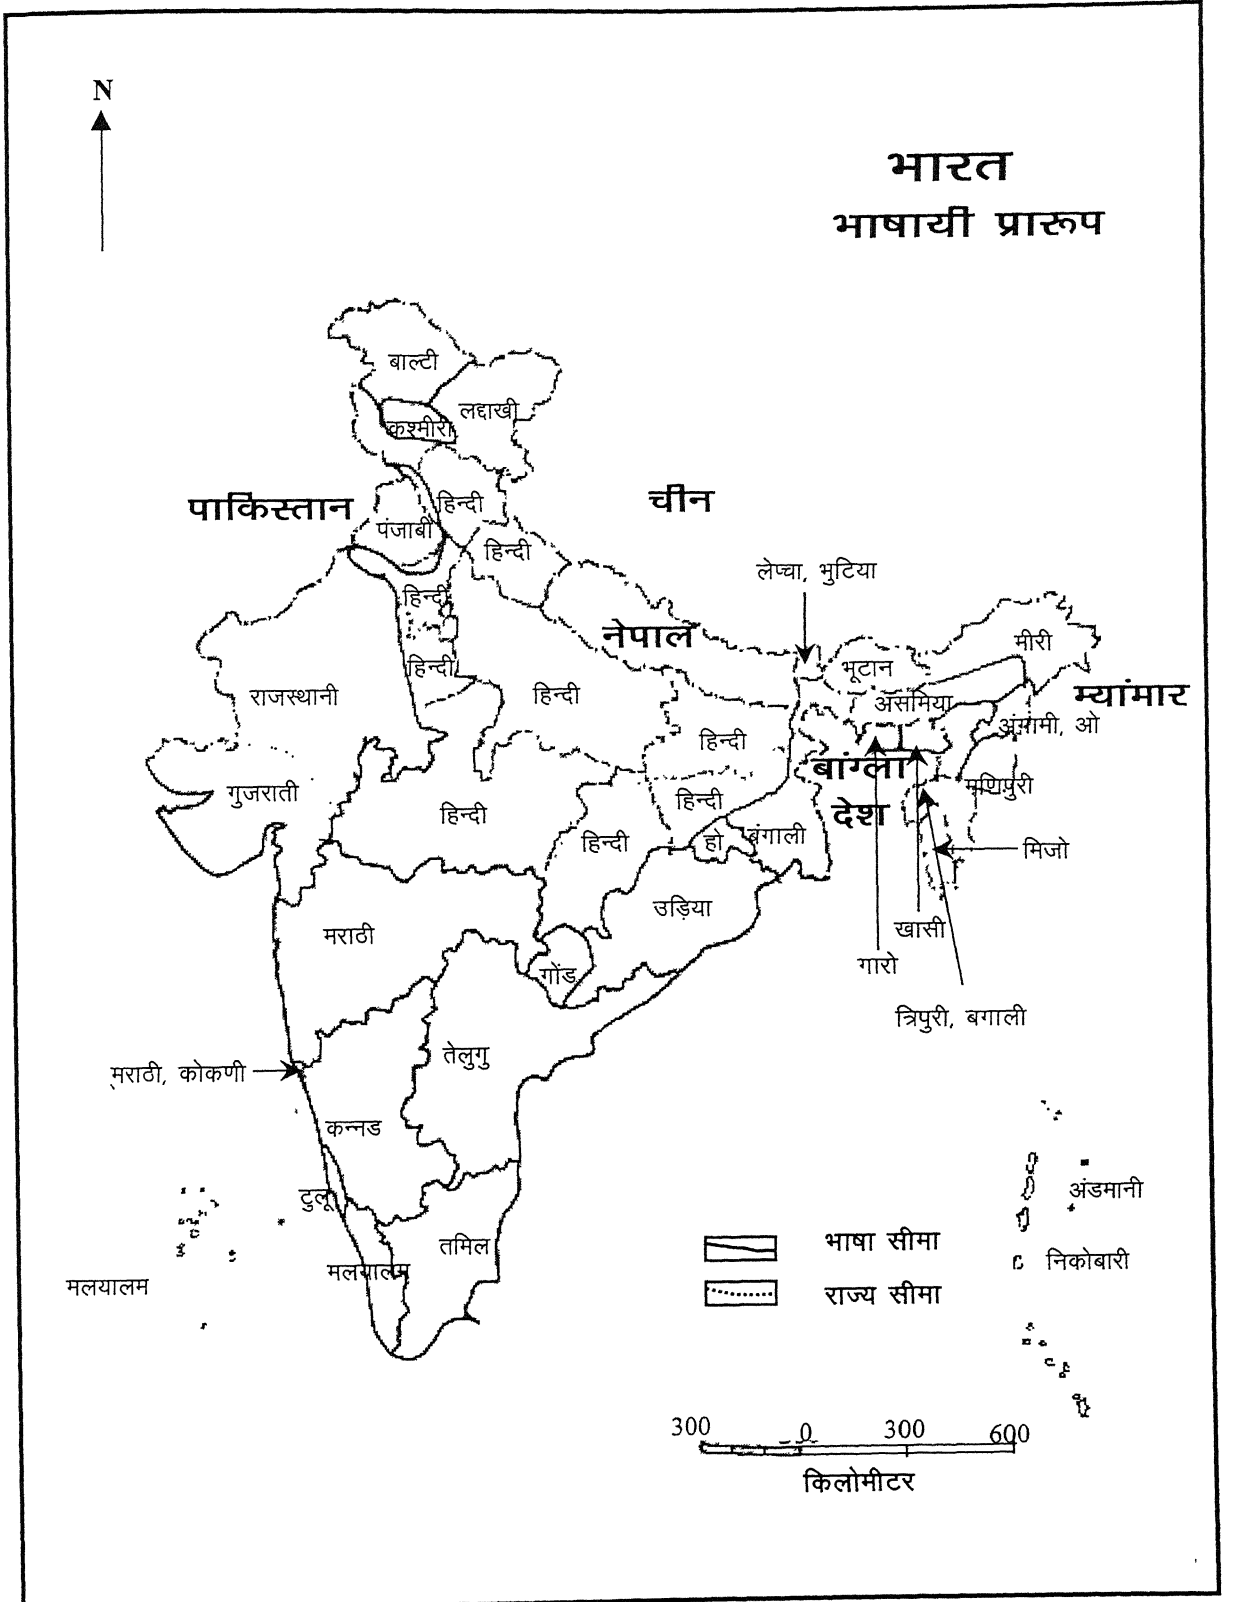 N
भारत
भाषायी प्रारूप
बाल्टी
लद्दाखी
कश्मीरी
पाकिस्तान
हिन्दी
चीन
पंजाबी
हिन्दी
लेप्चा, भुटिया
हिन्दी
नेपाल
मीरी
भूटान
हिन्दी
राजस्थानी
हिन्दी
असमिया
म्यांमार
अंगामी, ओ
हिन्दी
बांग्ला
देश
गुजराती
मणिपुरी
हिन्दी
हिन्दी
हिन्दी
हो
बंगाली
मिजो
उड़िया
खासी
मराठी
गारो
गोंड
त्रिपुरी, बगाली
तेलुगु
मराठी, कोकणी
कन्नड
टुलू
अंडमानी
तमिल
भाषा सीमा
निकोबारी
मलयालम
मलयालम
राज्य सीमा
300 0 300 600
किलोमीटर